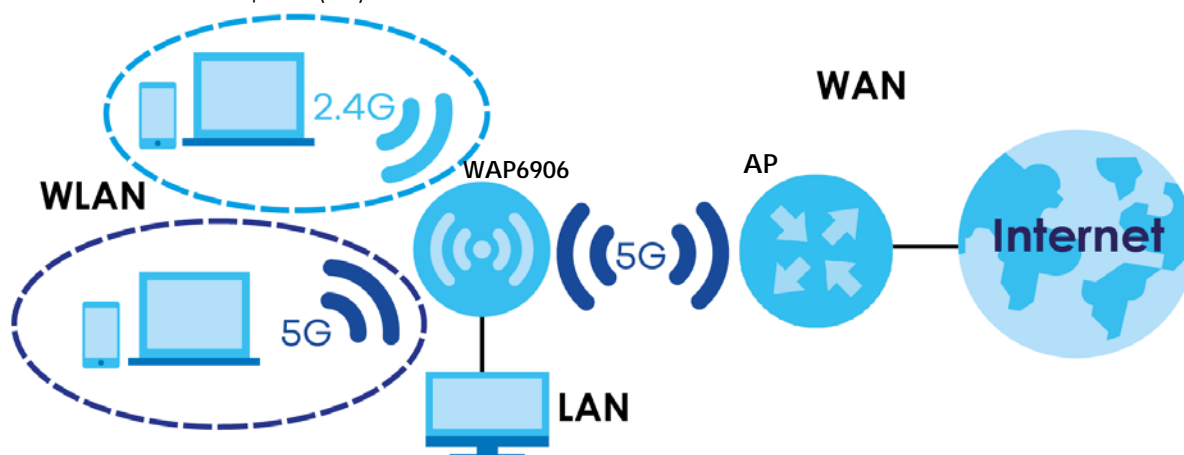 2.4G
WAN
WAP6906
AP
WLAN
5G
Internet
5G
LAN